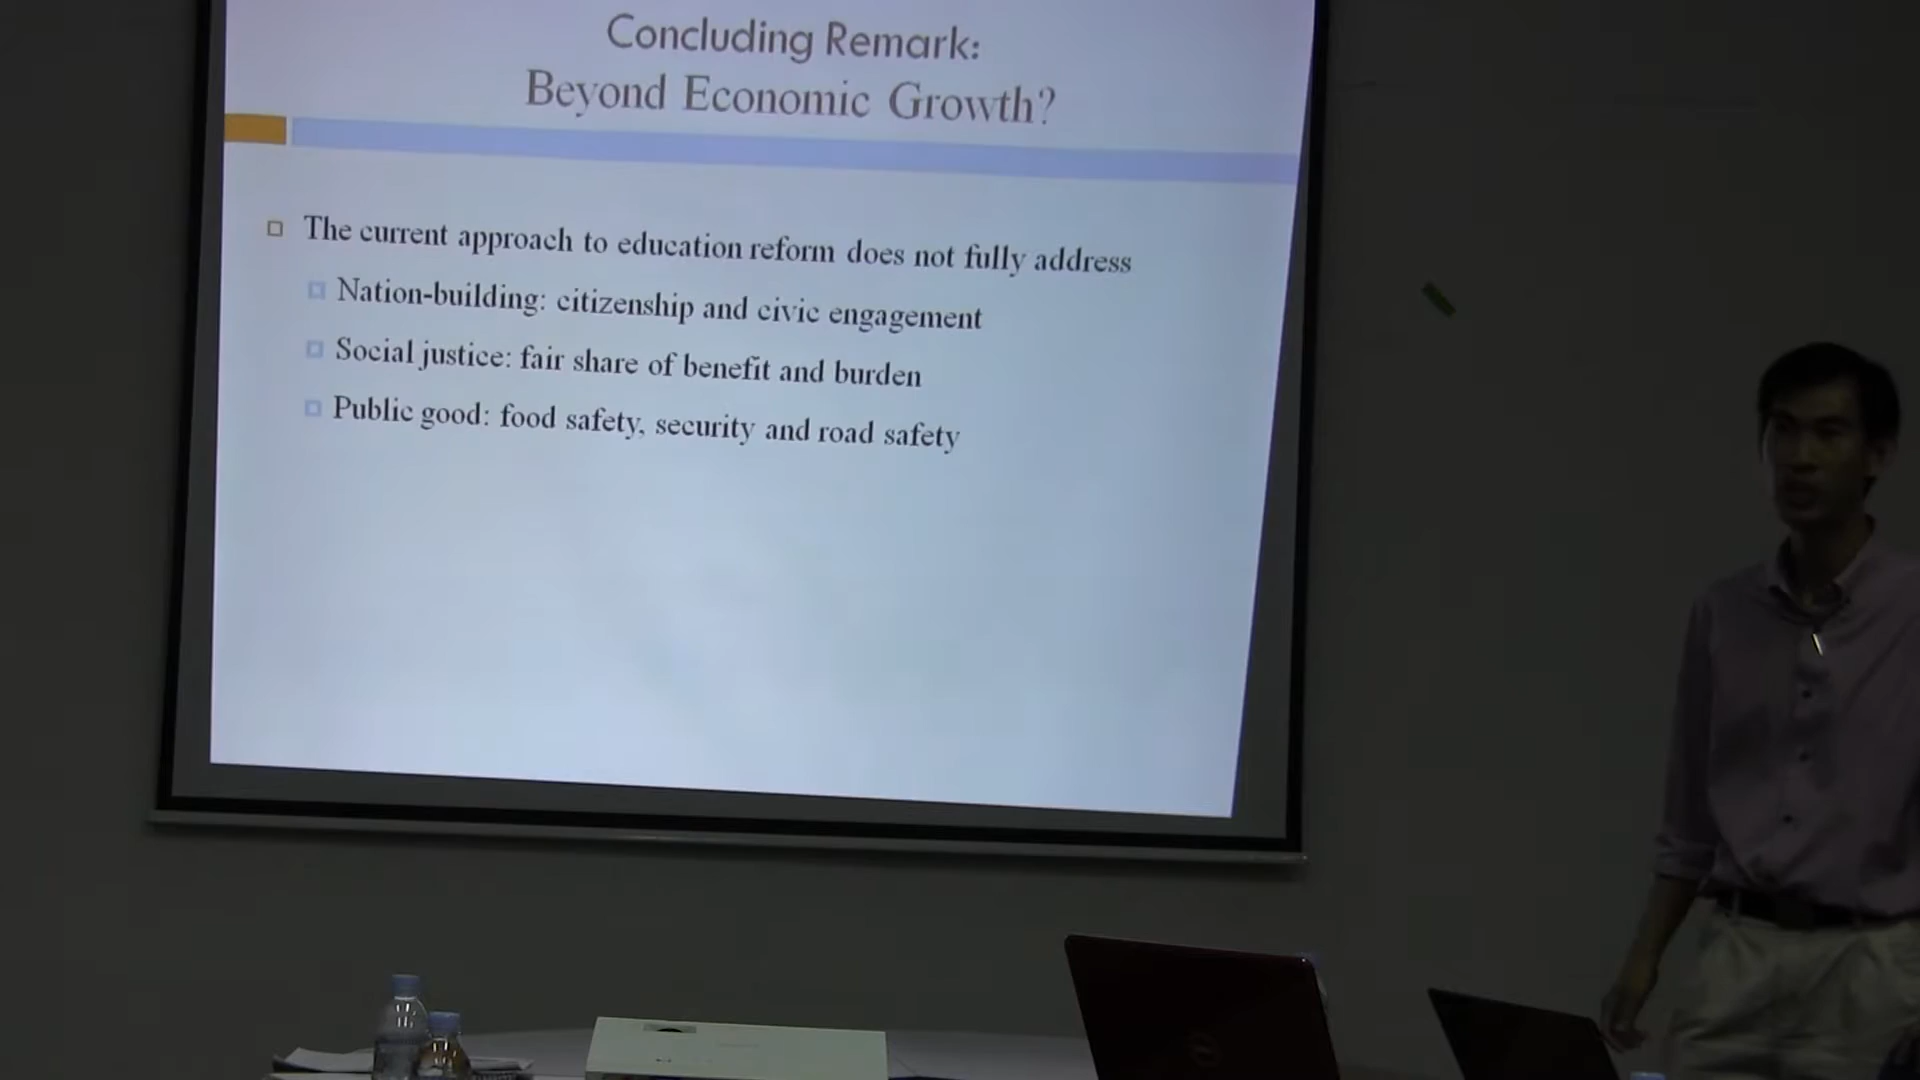 Concluding Remark:
Beyond Economic Growth?
The current approach to education reform does not fully address
Nation-building: citizenship and civic engagement
Social justice: fair share of benefit and burden
Public good: food safety, security and road safety